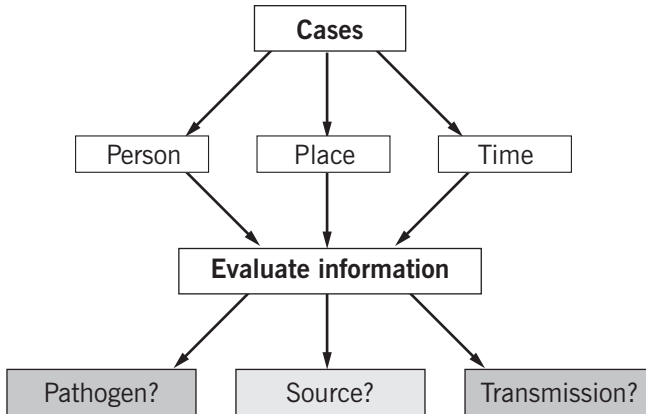 Cases
Person
Place
Time
Evaluate information
Pathogen?
Source?
Transmission?